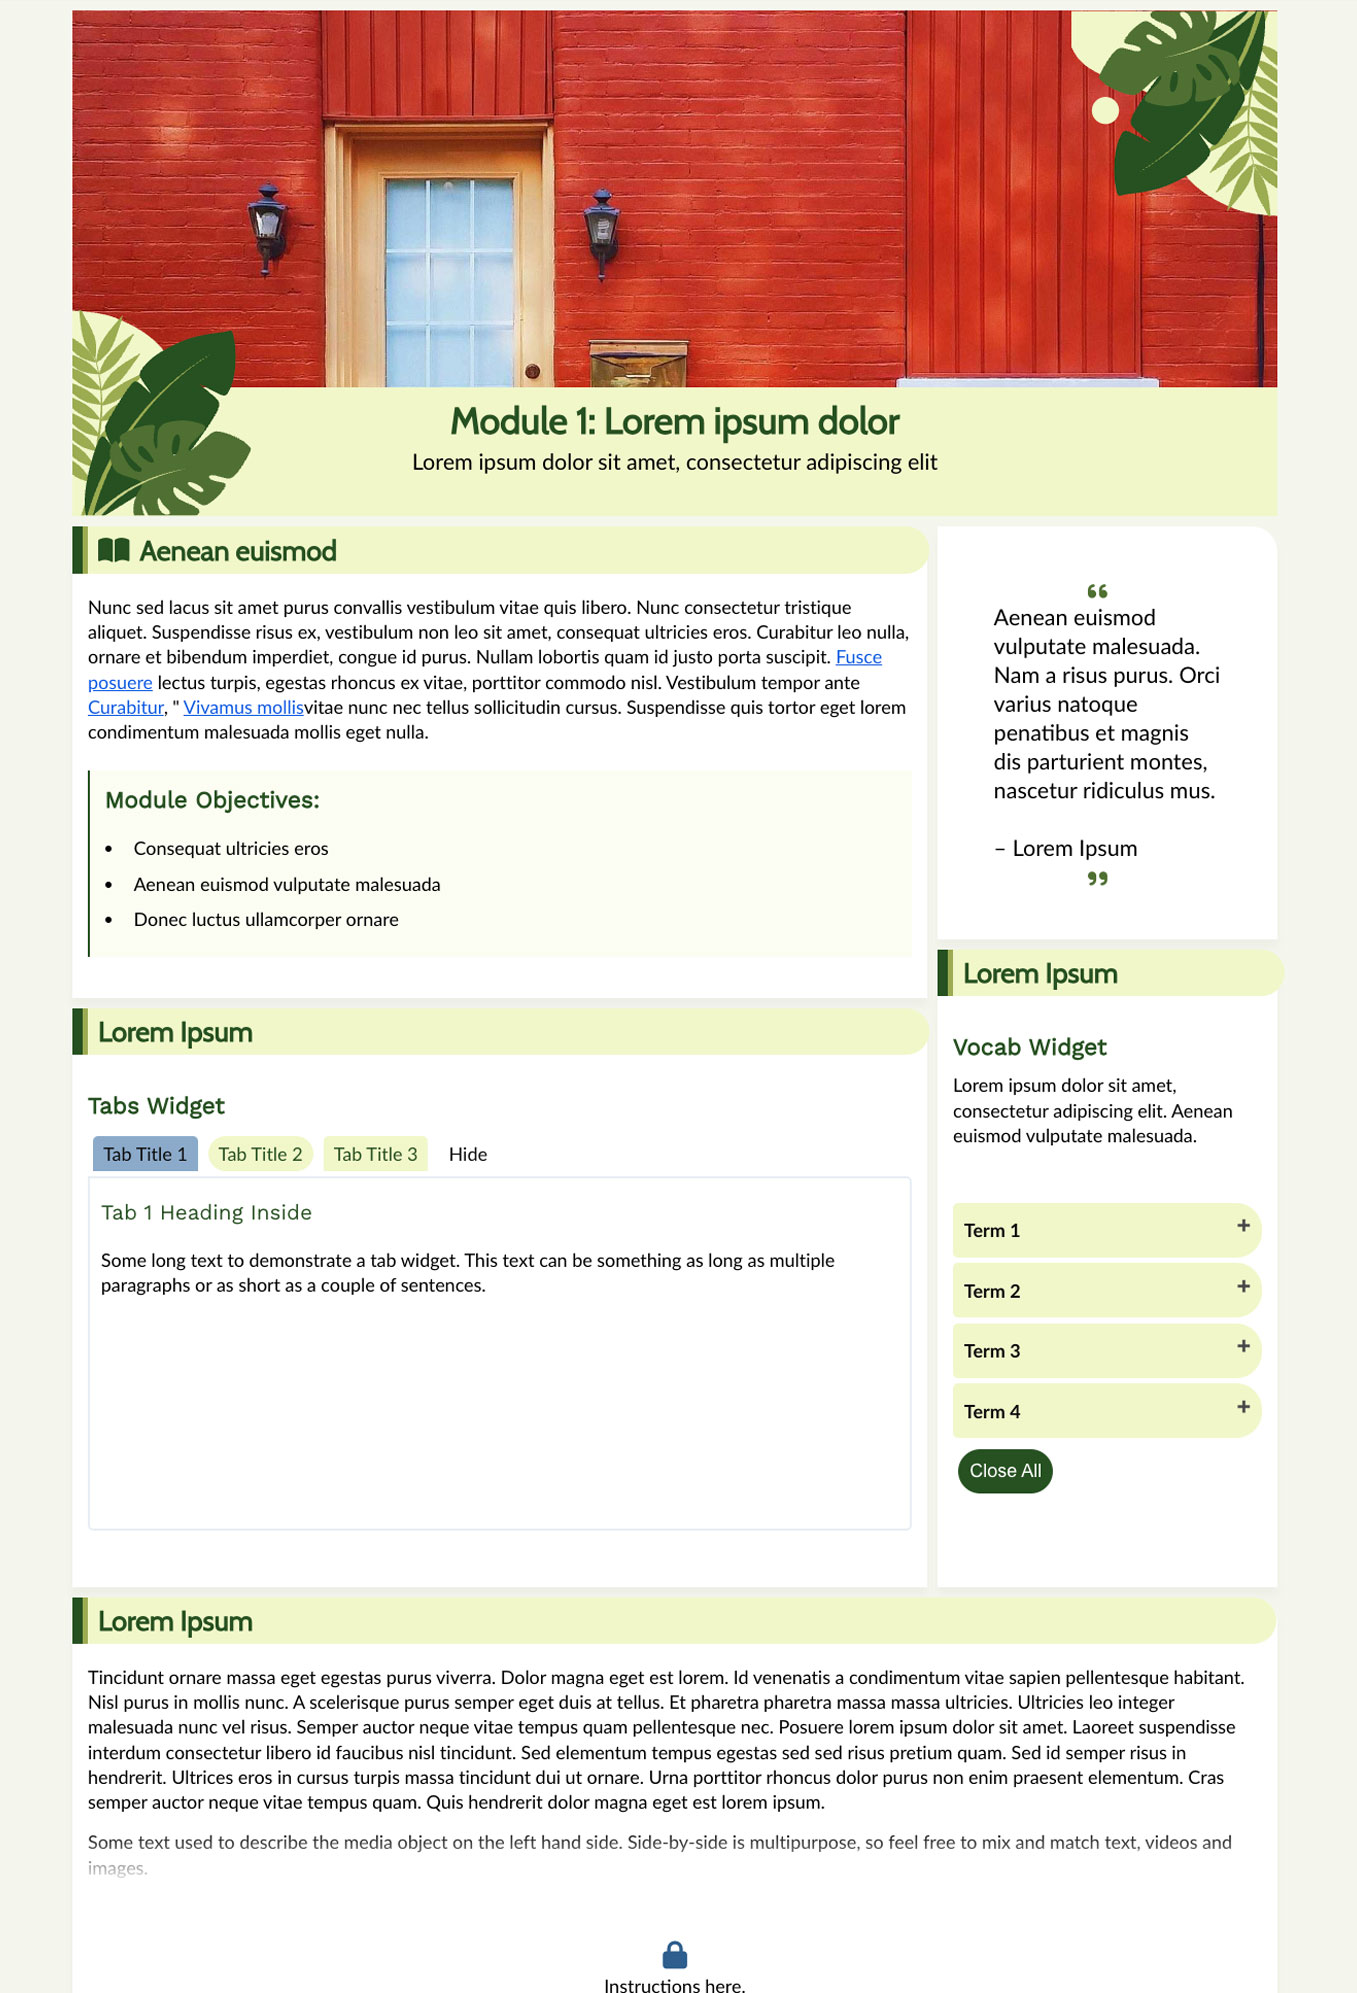 Module 1: Lorem ipsum dolor
Lorem ipsum dolor sit amet, consectetur adipiscing elit
Aenean euismod
Nunc sed lacus sit amet purus convallis vestibulum vitae quis libero. Nunc consectetur tristique
aliquet. Suspendisse risus ex, vestibulum non leo sit amet, consequat ultricies eros. Curabitur leo nulla,
ornare et bibendum imperdiet, congue id purus. Nullam lobortis quam id justo porta suscipit. Fusce
posuere lectus turpis, egestas rhoncus ex vitae, porttitor commodo nisl. Vestibulum tempor ante
Curabitur, " Vivamus mollisvitae nunc nec tellus sollicitudin cursus. Suspendisse quis tortor eget lorem
condimentum malesuada mollis eget nulla.
Module Objectives:
• Consequat ultricies eros
• Aenean euismod vulputate malesuada
• Donec luctus ullamcorper ornare
“
Aenean euismod
vulputate malesuada.
Nam a risus purus. Orci
varius natoque
penatibus et magnis
dis parturient montes,
nascetur ridiculus mus.
– Lorem Ipsum
”
Lorem Ipsum
Tabs Widget
Tab Title 1 Tab Title 2 Tab Title 3 Hide
Tab 1 Heading Inside
Some long text to demonstrate a tab widget. This text can be something as long as multiple
paragraphs or as short as a couple of sentences.
Lorem Ipsum
Vocab Widget
Lorem ipsum dolor sit amet,
consectetur adipiscing elit. Aenean
euismod vulputate malesuada.
Term 1 +
Term 2 +
Term 3 +
Term 4 +
Close All
Lorem Ipsum
Tincidunt ornare massa eget egestas purus viverra. Dolor magna eget est lorem. Id venenatis a condimentum vitae sapien pellentesque habitant.
Nisl purus in mollis nunc. A scelerisque purus semper eget duis at tellus. Et pharetra pharetra massa massa ultricies. Ultricies leo integer
malesuada nunc vel risus. Semper auctor neque vitae tempus quam pellentesque nec. Posuere lorem ipsum dolor sit amet. Laoreet suspendisse
interdum consectetur libero id faucibus nisl tincidunt. Sed elementum tempus egestas sed sed risus pretium quam. Sed id semper risus in
hendrerit. Ultrices eros in cursus turpis massa tincidunt dui ut ornare. Urna porttitor rhoncus dolor purus non enim praesent elementum. Cras
semper auctor neque vitae tempus quam. Quis hendrerit dolor magna eget est lorem ipsum.
Some text used to describe the media object on the left hand side. Side-by-side is multipurpose, so feel free to mix and match text, videos and
images.
Instructions here.